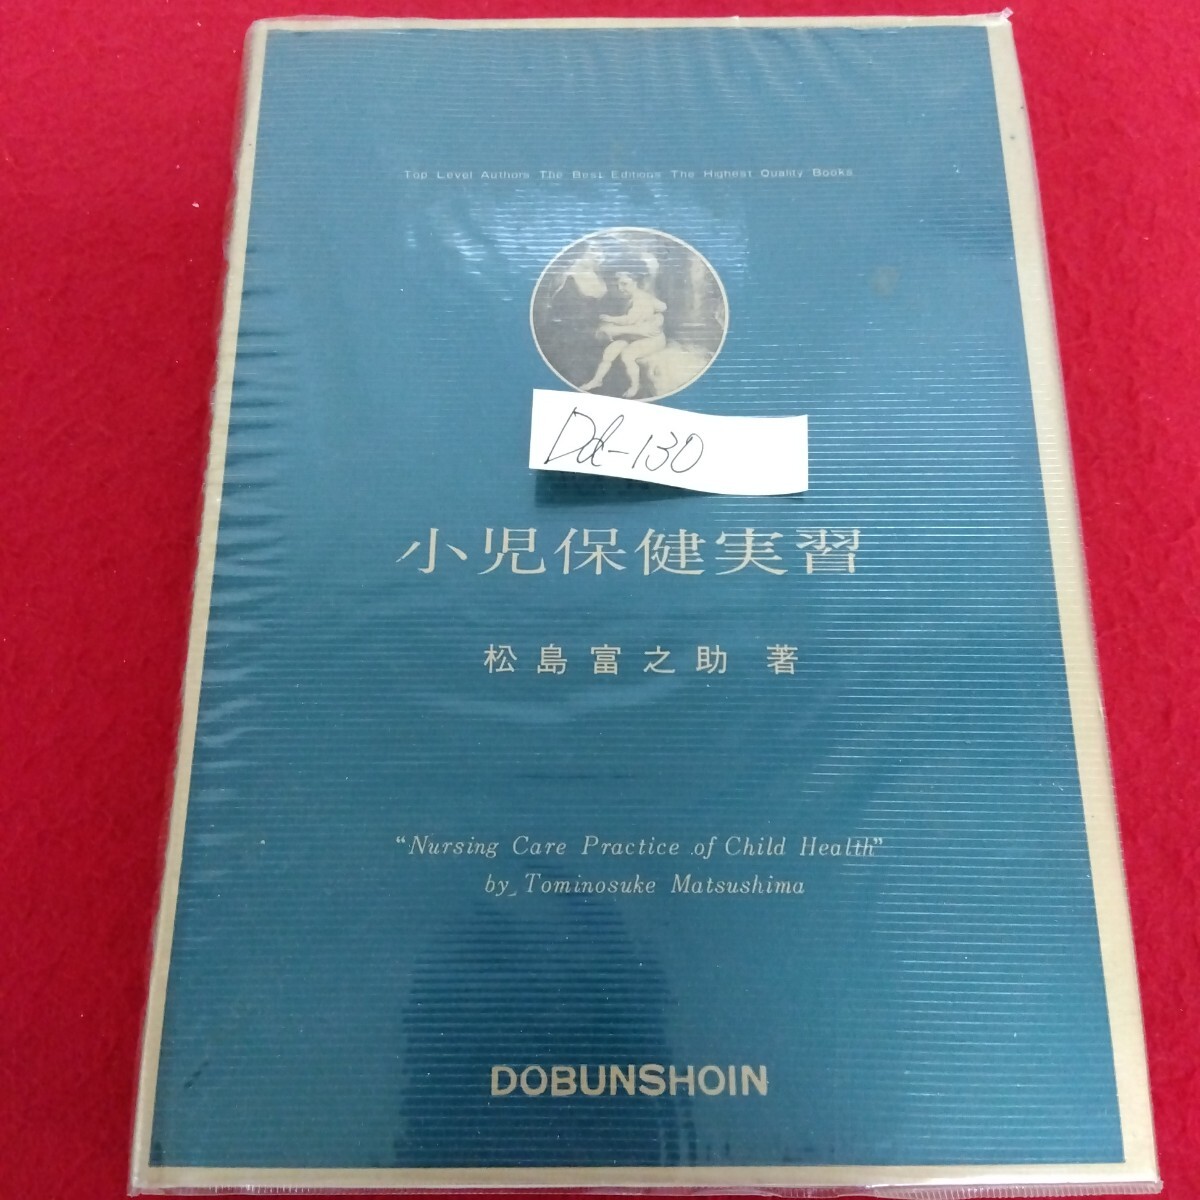 Top Level Authors The Best Editions The Highest Quality Books
Dd-130
小児保健実習
松島富之助 著
“Nursing Care Practice of Child Health”
by Tominosuke Matsushima
DOBUNSHOIN